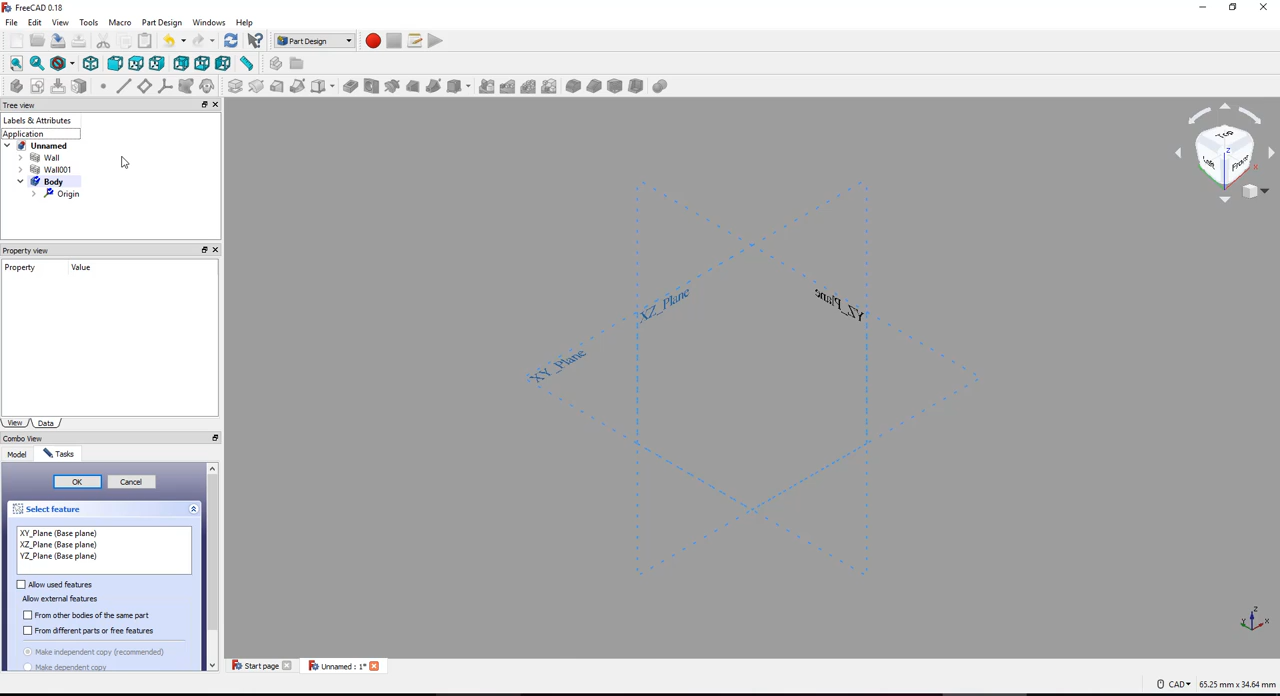 FreeCAD 0.18
File Edit View Tools Macro Part Design Windows Help
Part Design
Tree view
Labels & Attributes
Application
Unnamed
Wall
Wall001
Body
Origin
Property view
Property Value
View Data
Combo View
Model Tasks
OK Cancel
Select feature
XY_Plane (Base plane)
XZ_Plane (Base plane)
YZ_Plane (Base plane)
Allow used features
Allow external features
From other bodies of the same part
From different parts or free features
Make independent copy (recommended)
Make dependent copy
XZ_Plane
YZ_Plane
XY_Plane
Top
Left
Front
Z
X
Z
Y X
Start page
Unnamed : 1*
CAD
65.25 mm x 34.64 mm